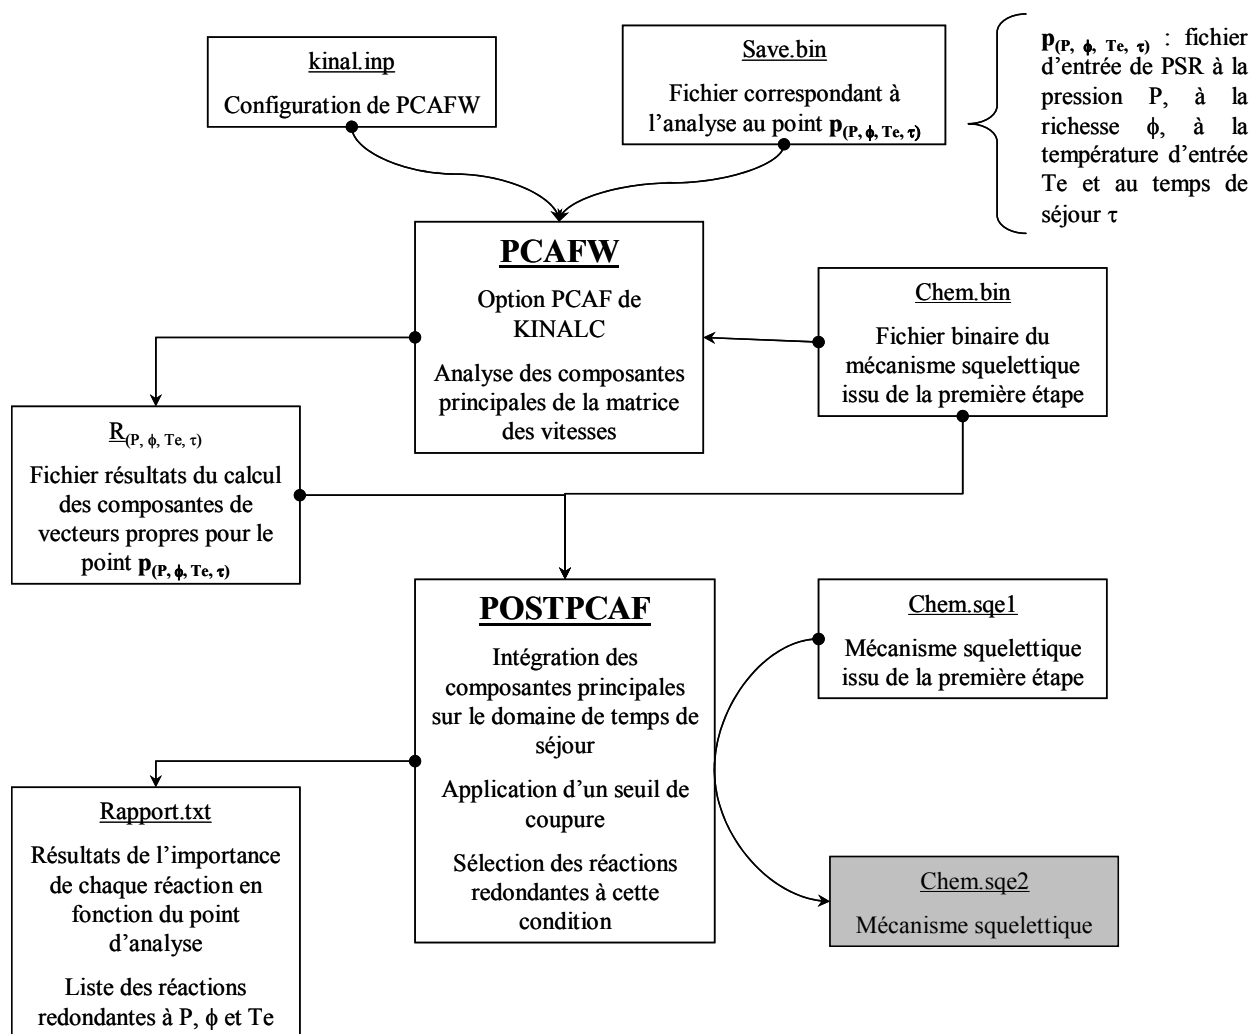 kinal.inp
Configuration de PCAFW
Save.bin
Fichier correspondant à
l'analyse au point p(P, ϕ, Te, τ)
p(P, ϕ, Te, τ) : fichier
d'entrée de PSR à la
pression P, à la
richesse ϕ, à la
température d'entrée
Te et au temps de
séjour τ
PCAFW
Option PCAF de
KINALC
Analyse des composantes
principales de la matrice
des vitesses
Chem.bin
Fichier binaire du
mécanisme squelettique
issu de la première étape
R(P, ϕ, Te, τ)
Fichier résultats du calcul
des composantes de
vecteurs propres pour le
point p(P, ϕ, Te, τ)
POSTPCAF
Intégration des
composantes principales
sur le domaine de temps de
séjour
Application d'un seuil de
coupure
Sélection des réactions
redondantes à cette
condition
Chem.sqe1
Mécanisme squelettique
issu de la première étape
Rapport.txt
Résultats de l'importance
de chaque réaction en
fonction du point
d'analyse
Liste des réactions
redondantes à P, ϕ et Te
Chem.sqe2
Mécanisme squelettique